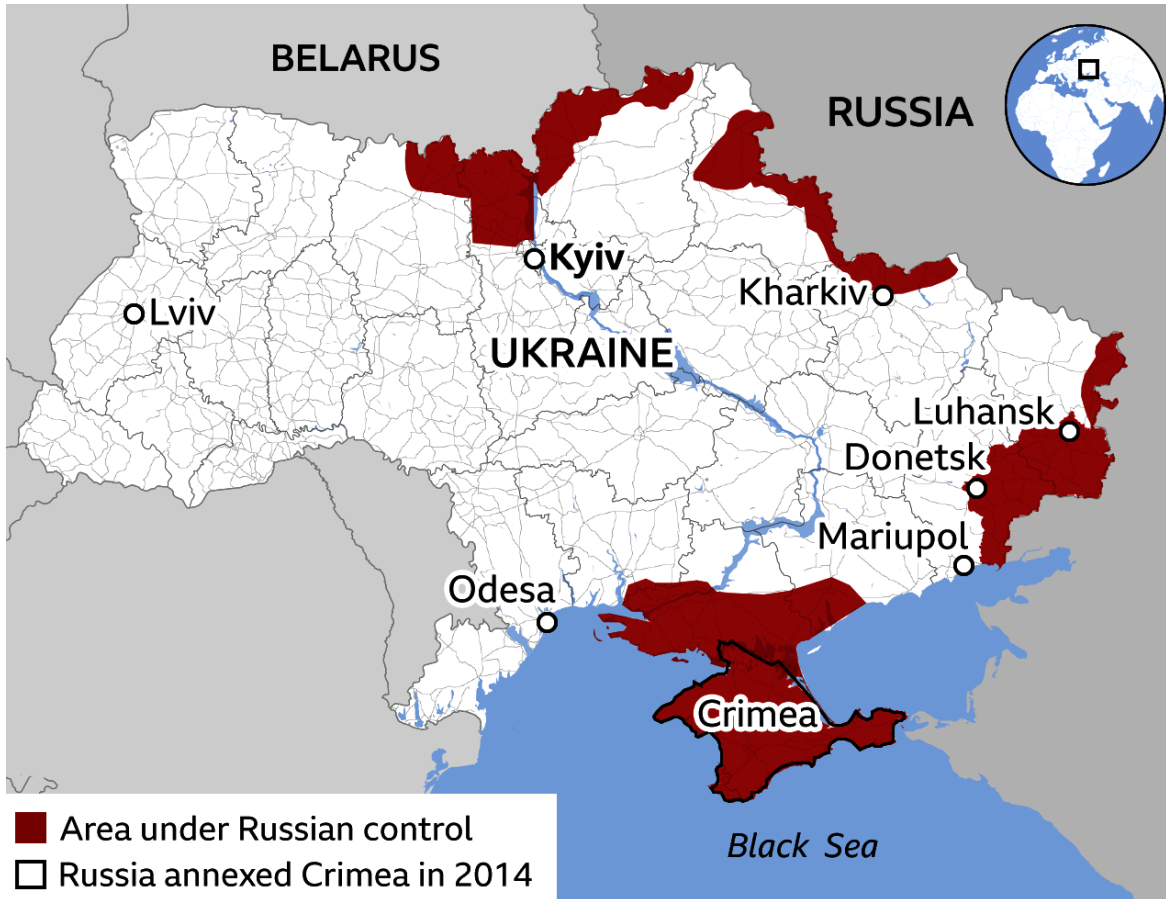 BELARUS
RUSSIA
Kyiv
Kharkiv
Lviv
UKRAINE
Luhansk
Donetsk
Mariupol
Odesa
Crimea
Area under Russian control
Black Sea
Russia annexed Crimea in 2014